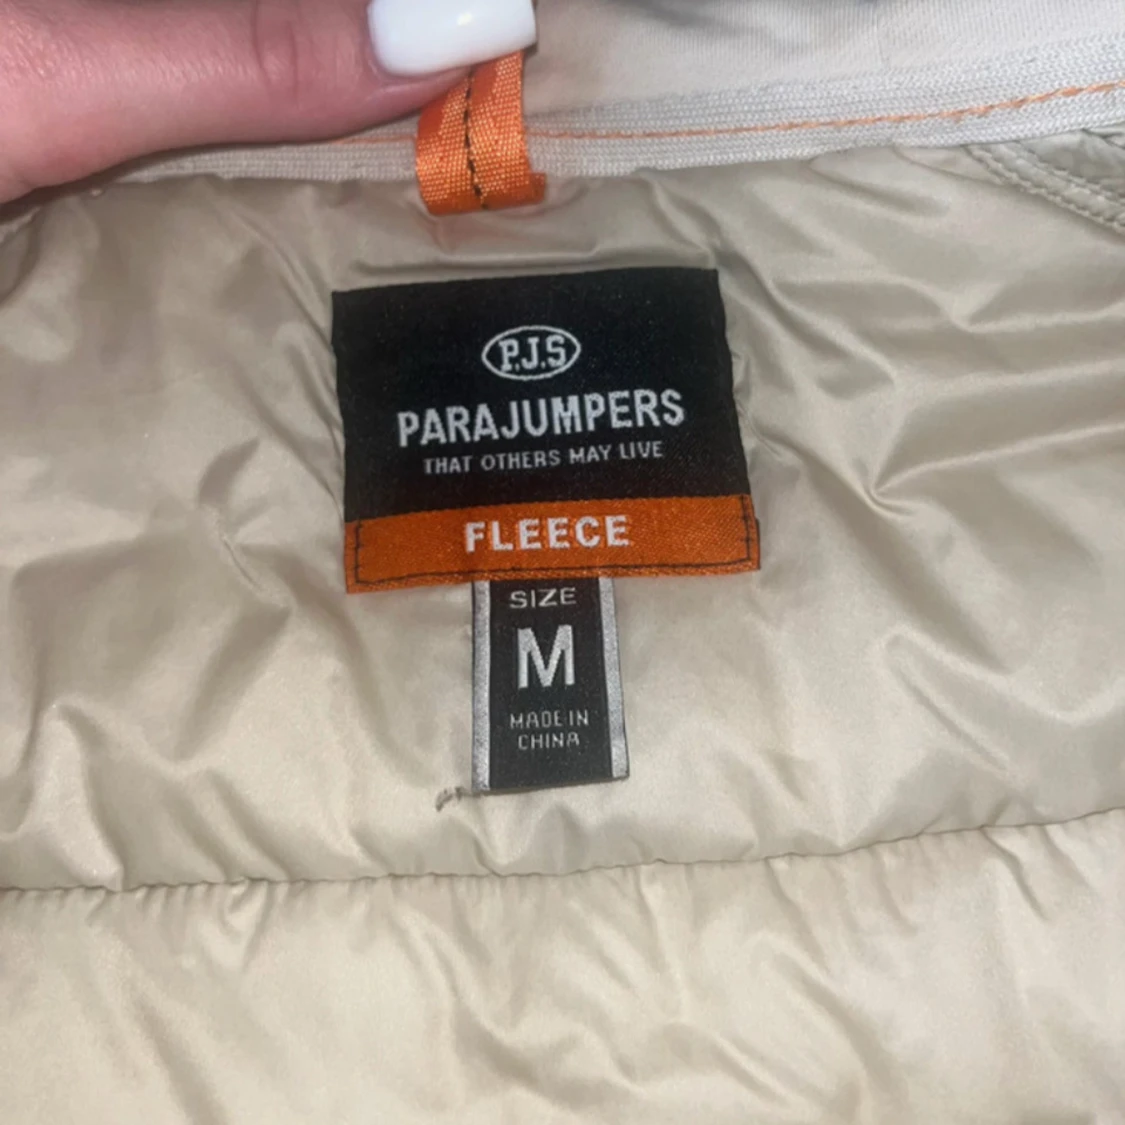 P.J.S
PARAJUMPERS
THAT OTHERS MAY LIVE
FLEECE
SIZE
M
MADE IN
CHINA